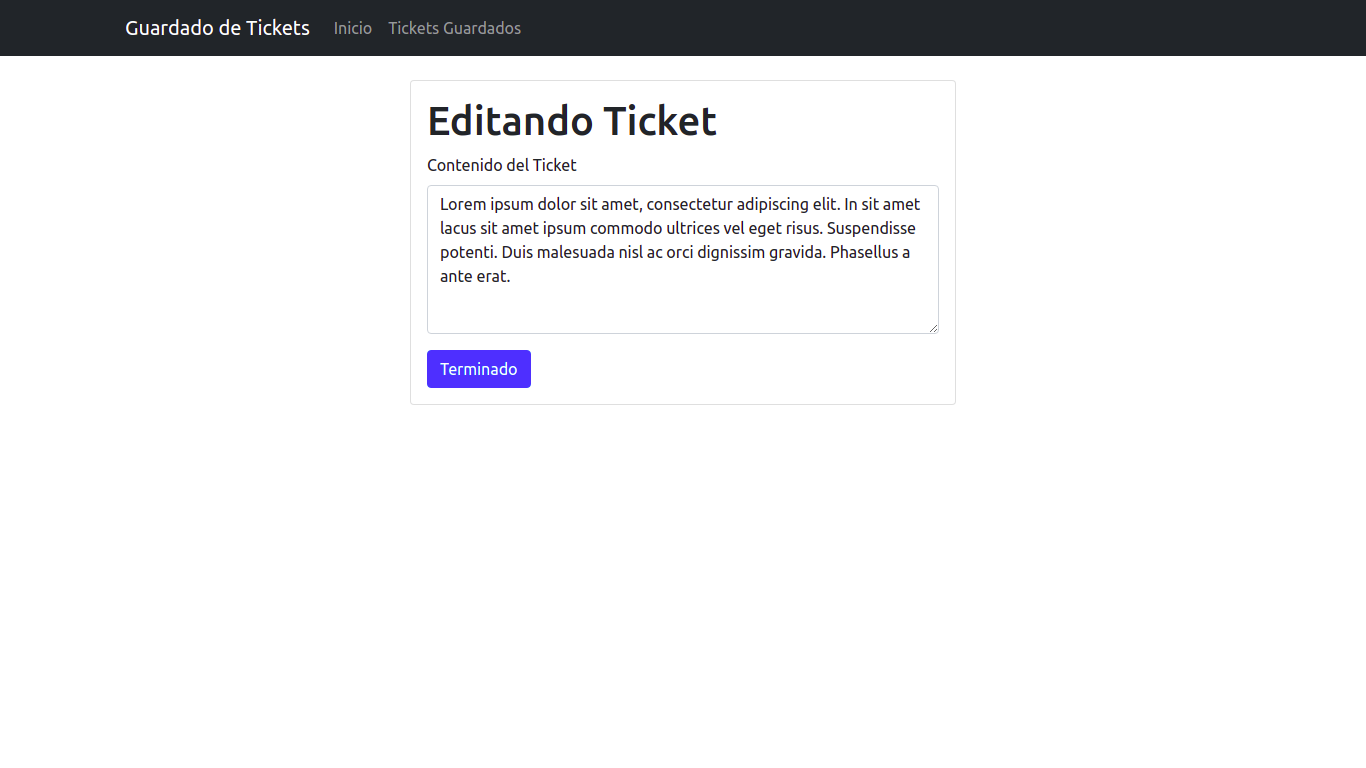 Guardado de Tickets Inicio Tickets Guardados
Editando Ticket
Contenido del Ticket
Lorem ipsum dolor sit amet, consectetur adipiscing elit. In sit amet
lacus sit amet ipsum commodo ultrices vel eget risus. Suspendisse
potenti. Duis malesuada nisl ac orci dignissim gravida. Phasellus a
ante erat.
Terminado